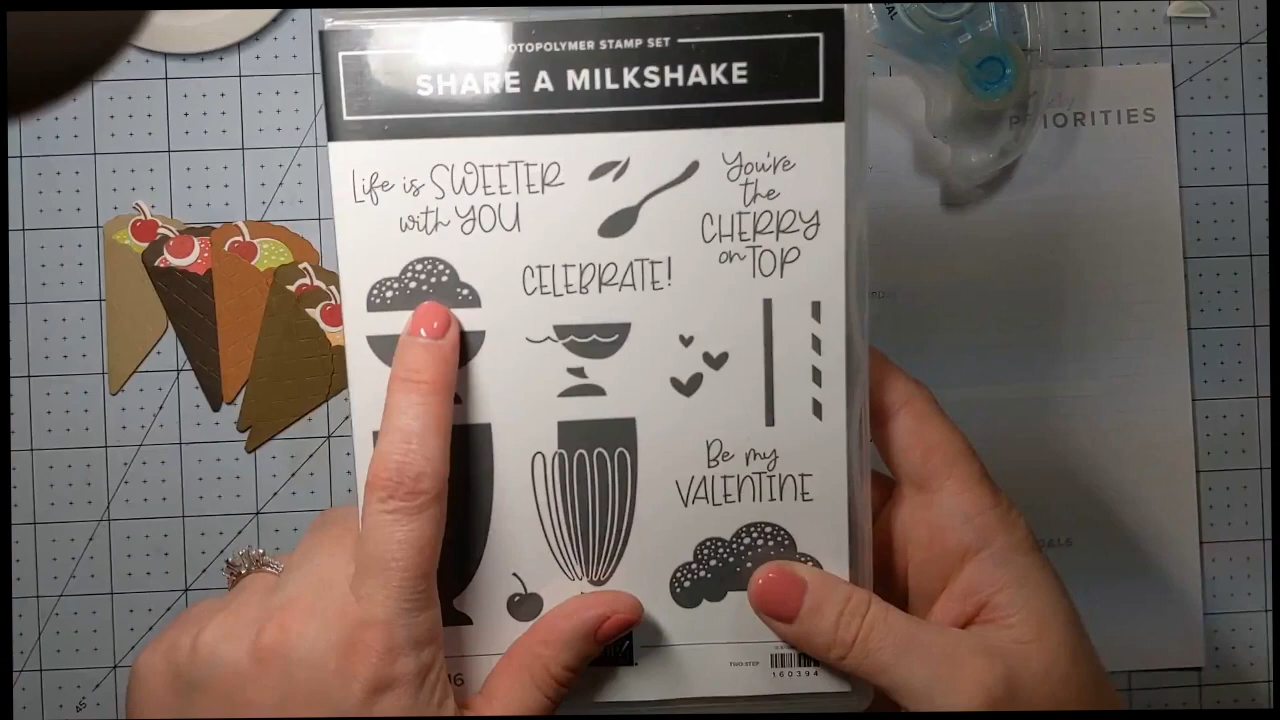 PHOTOPOLYMER STAMP SET
SHARE A MILKSHAKE
Life is SWEETER
with YOU
You're
the
CHERRY
on TOP
CELEBRATE!
Be my
VALENTINE
TWO-STEP
160394
PRIORITIES
45°